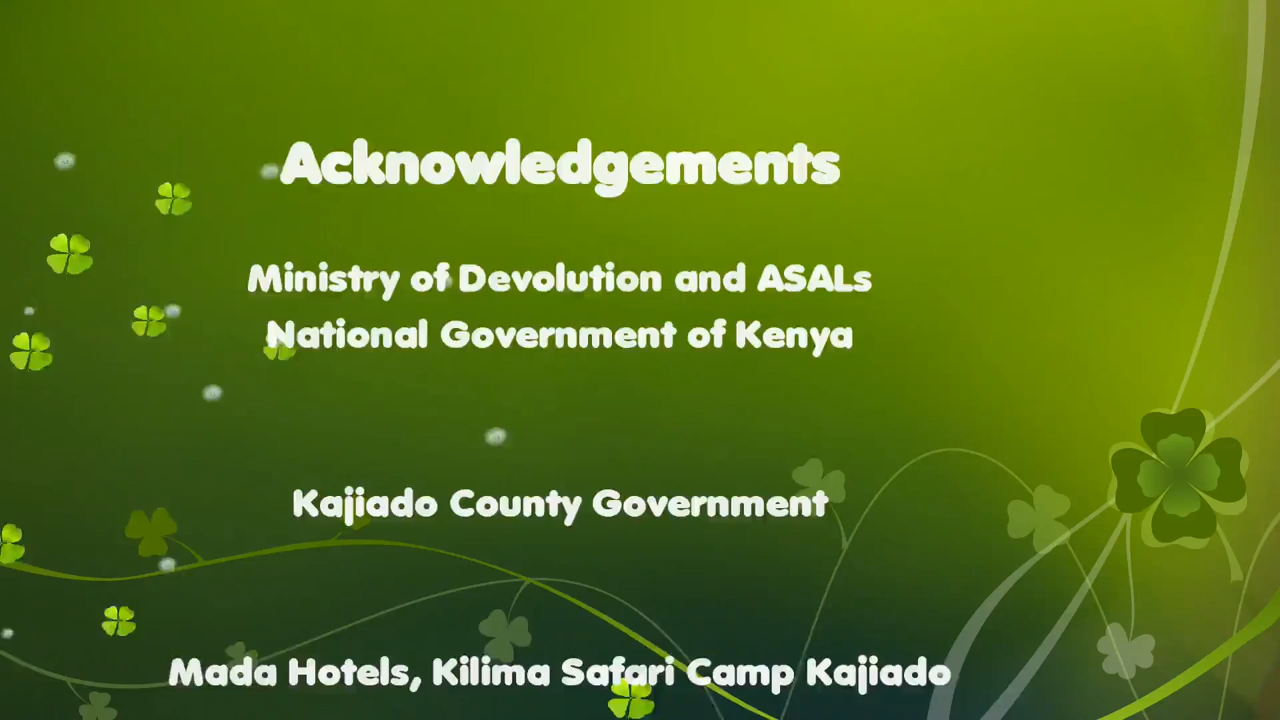 Acknowledgements
Ministry of Devolution and ASALs
National Government of Kenya
Kajiado County Government
Mada Hotels, Kilima Safari Camp Kajiado